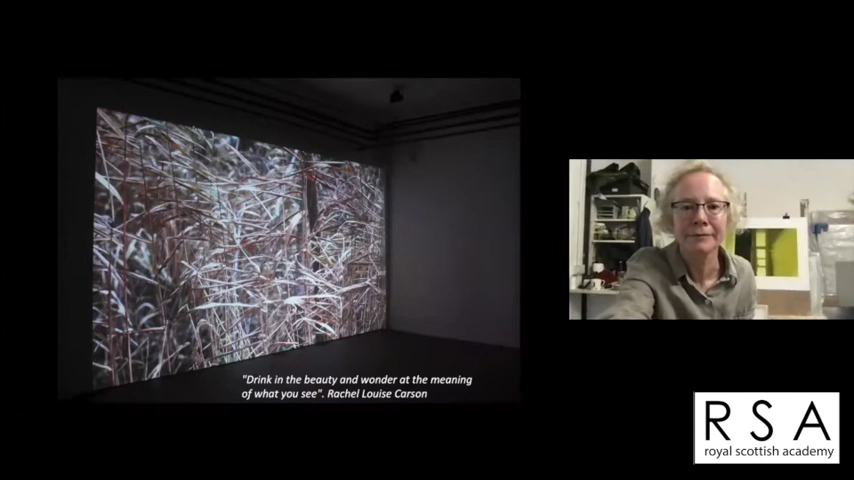 "Drink in the beauty and wonder at the meaning
of what you see". Rachel Louise Carson
RSA
royal scottish academy